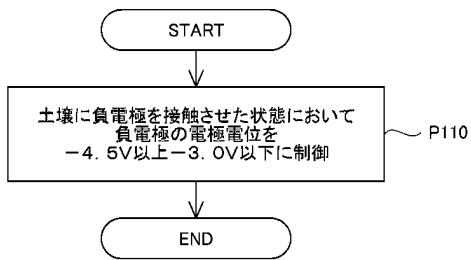 START
土壌に負電極を接触させた状態において
負電極の電極電位を
－4．5V以上－3．0V以下に制御
P110
END